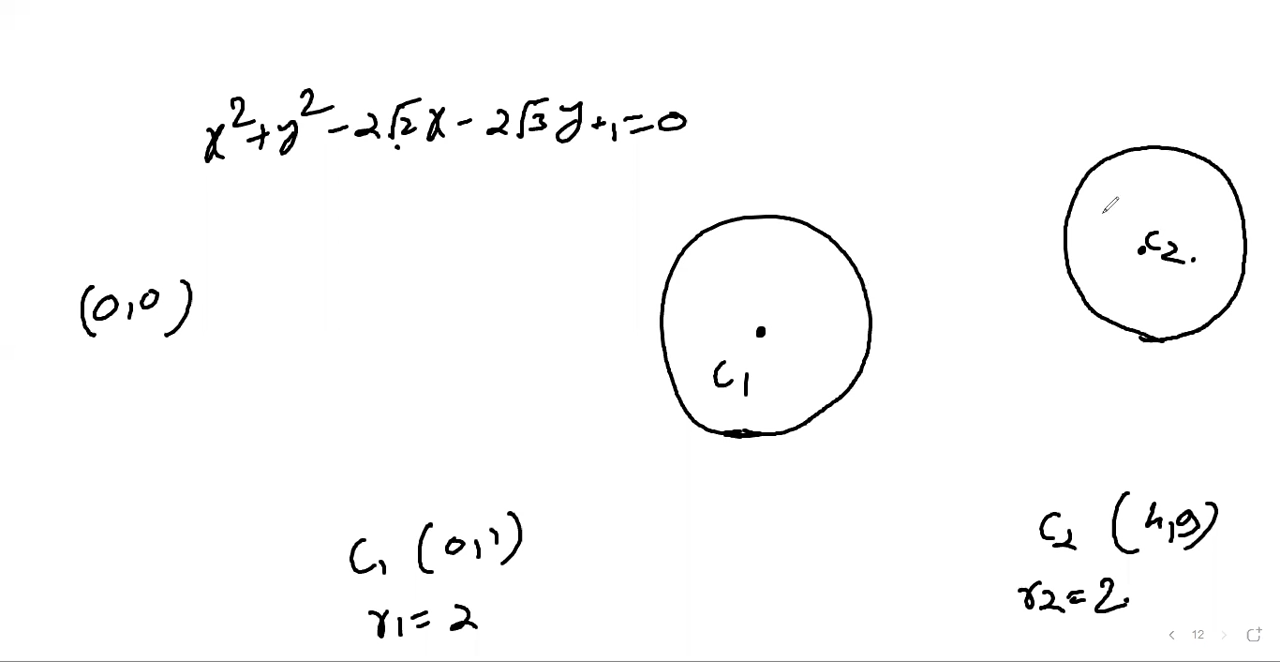 x²+y²-2√2x-2√3y+1=0
C2.
(0,0)
C1
C1 (0,1)
r1=2
C2 (h,g)
r2=2.
12